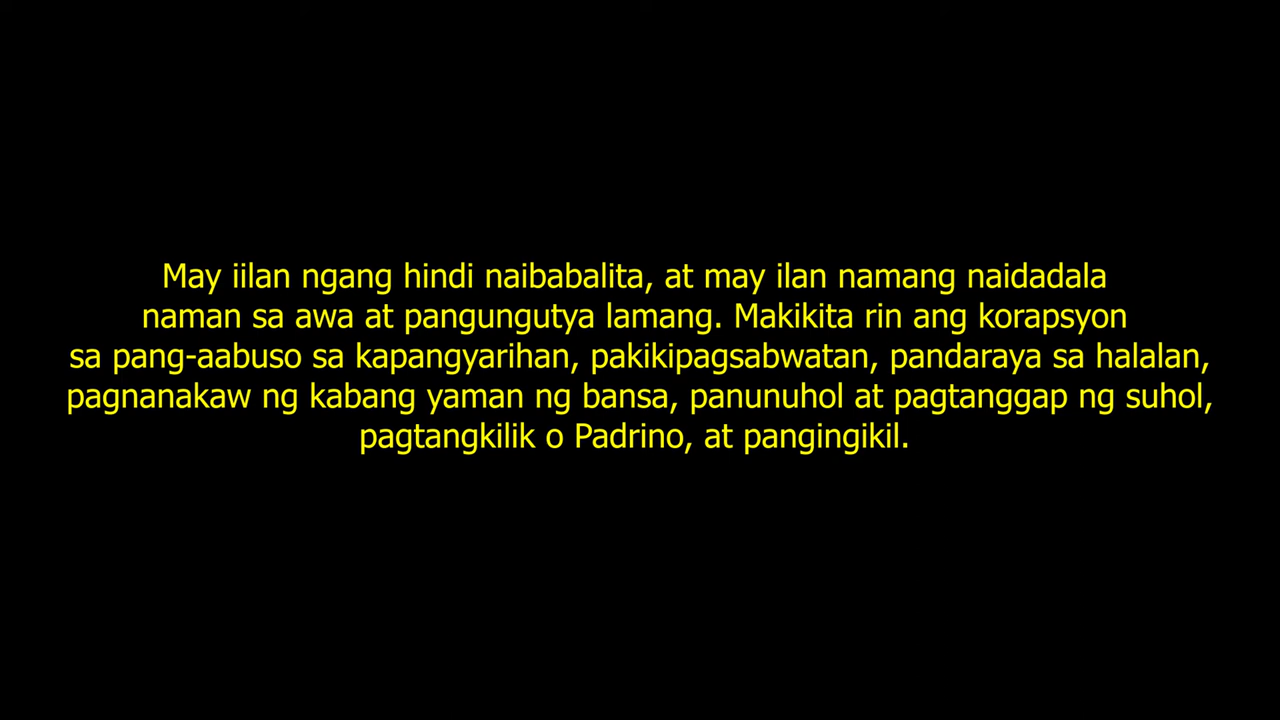 May iilan ngang hindi naibabalita, at may ilan namang naidadala
naman sa awa at pangungutya lamang. Makikita rin ang korapsyon
sa pang-aabuso sa kapangyarihan, pakikipagsabwatan, pandaraya sa halalan,
pagnanakaw ng kabang yaman ng bansa, panunuhol at pagtanggap ng suhol,
pagtangkilik o Padrino, at pangingikil.